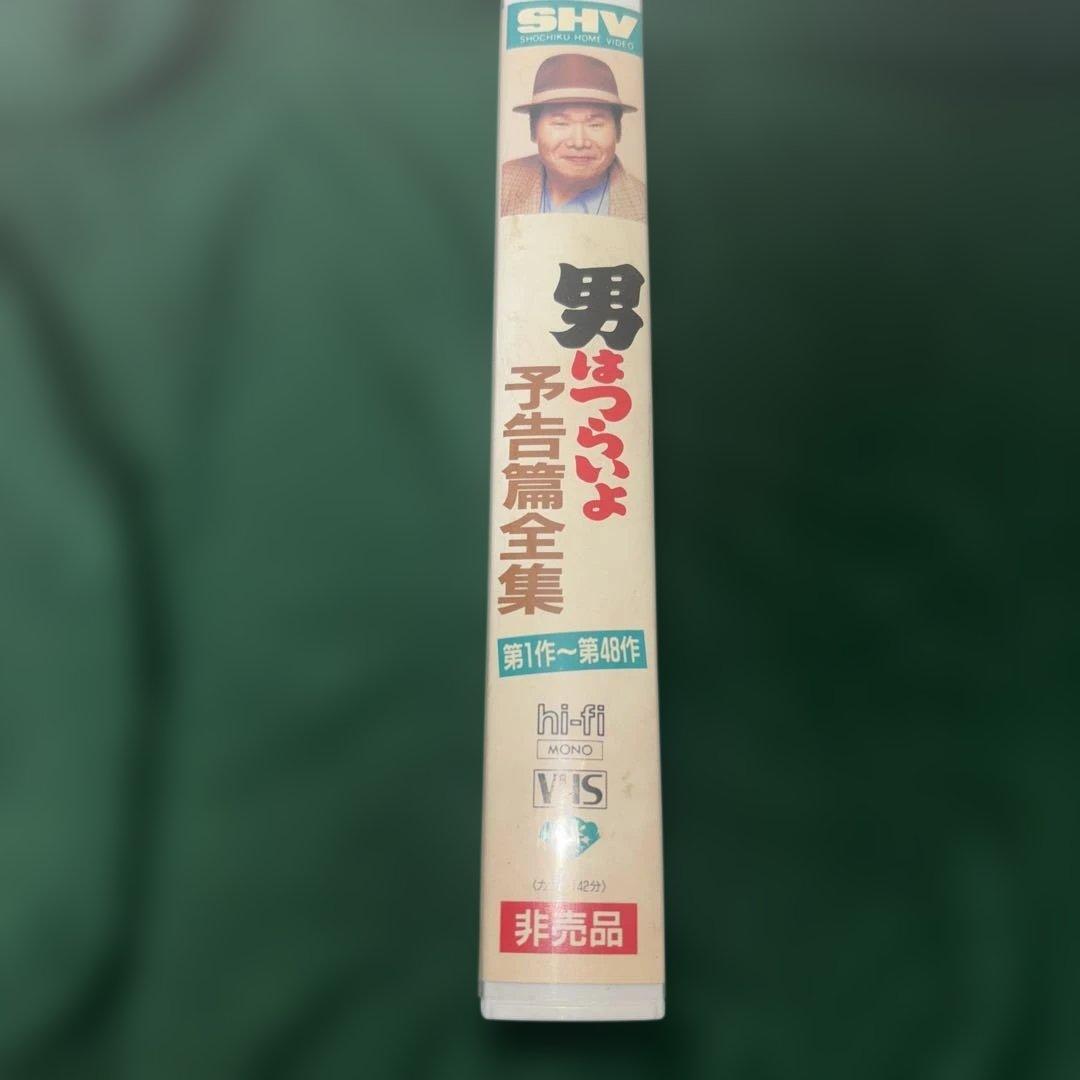 SHV
SHOCHIKU HOME VIDEO
男はつらいよ
予告篇全集
第1作～第48作
hi-fi
MONO
VHS
142分〉
非売品